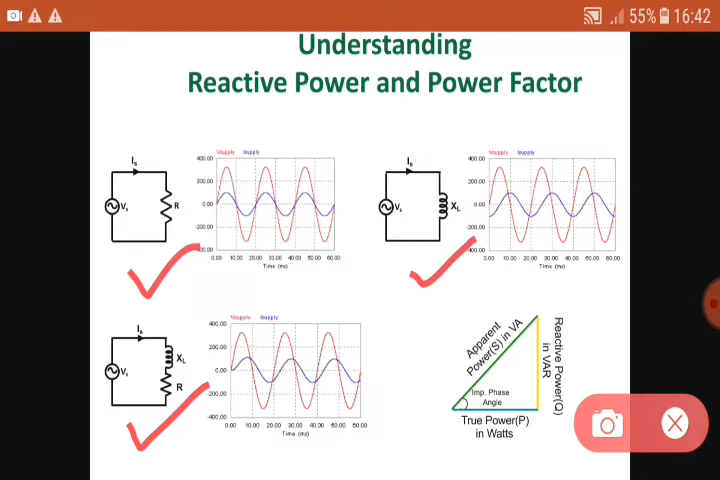 55% 16:42
Understanding
Reactive Power and Power Factor
Is
Vs
R
Vsupply Isupply
400.00
200.00
0.00
-200.00
0.00 10.00 20.00 30.00 40.00 50.00 60.00
Time (ms)
Is
Vs
XL
Vsupply Isupply
400.00
200.00
0.00
-200.00
-400.00
0.00 10.00 20.00 30.00 40.00 50.00 60.00
Time (ms)
Is
Vs
XL
R
Vsupply Isupply
400.00
200.00
0.00
-200.00
-400.00
0.00 10.00 20.00 30.00 40.00 50.00 60.00
Time (ms)
Apparent
Power(S) in VA
Reactive Power(Q)
in VAR
Imp. Phase
Angle
True Power(P)
in Watts